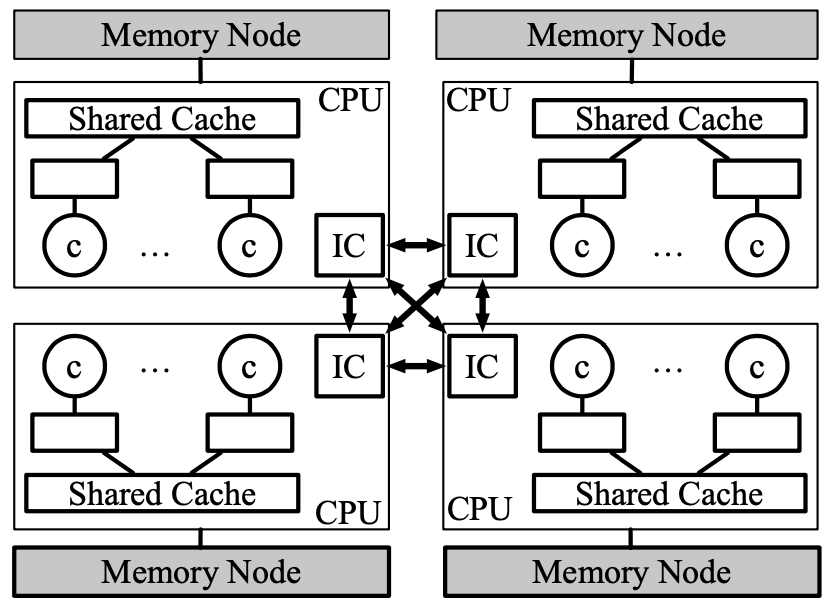 Memory Node Memory Node
CPU CPU
Shared Cache Shared Cache
c … c IC IC c … c
c … c IC IC c … c
Shared Cache Shared Cache
CPU CPU
Memory Node Memory Node